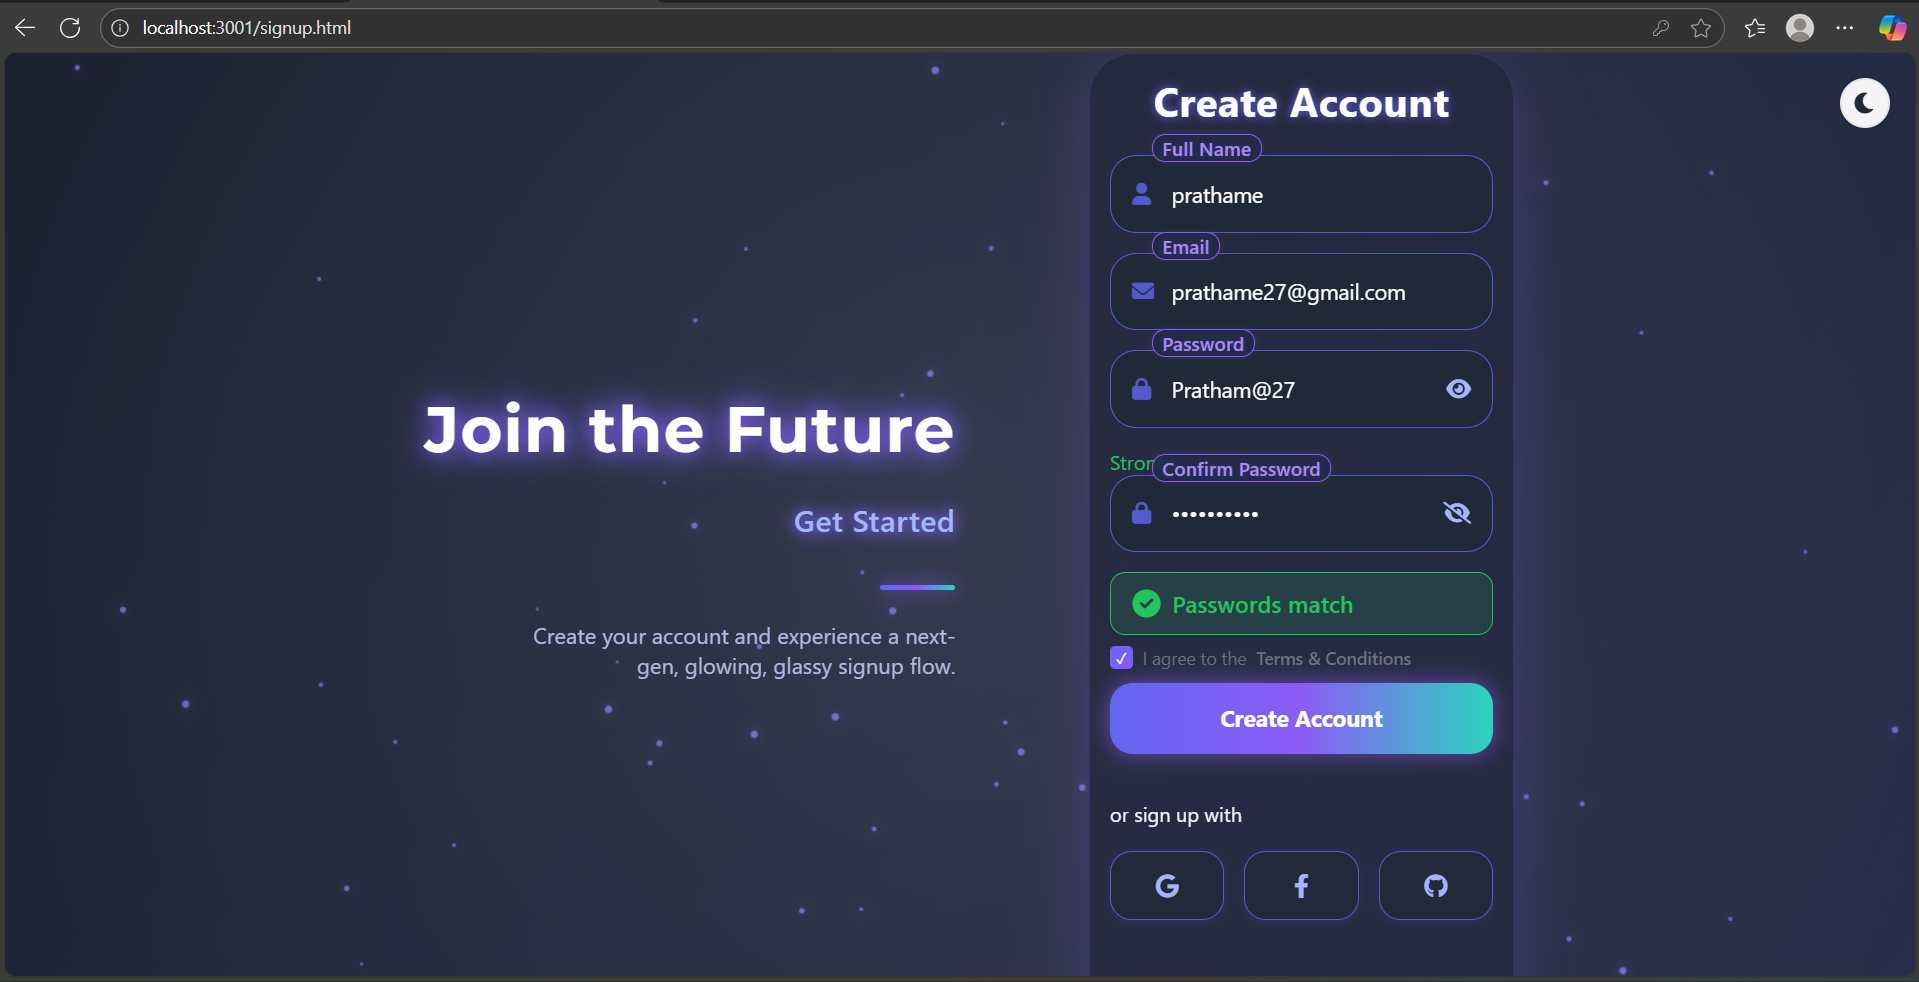 localhost:3001/signup.html
Join the Future
Get Started
Create your account and experience a next-
gen, glowing, glassy signup flow.
Create Account
Full Name
prathame
Email
prathame27@gmail.com
Password
Pratham@27
Confirm Password
••••••••••
Passwords match
✓ I agree to the Terms & Conditions
Create Account
or sign up with